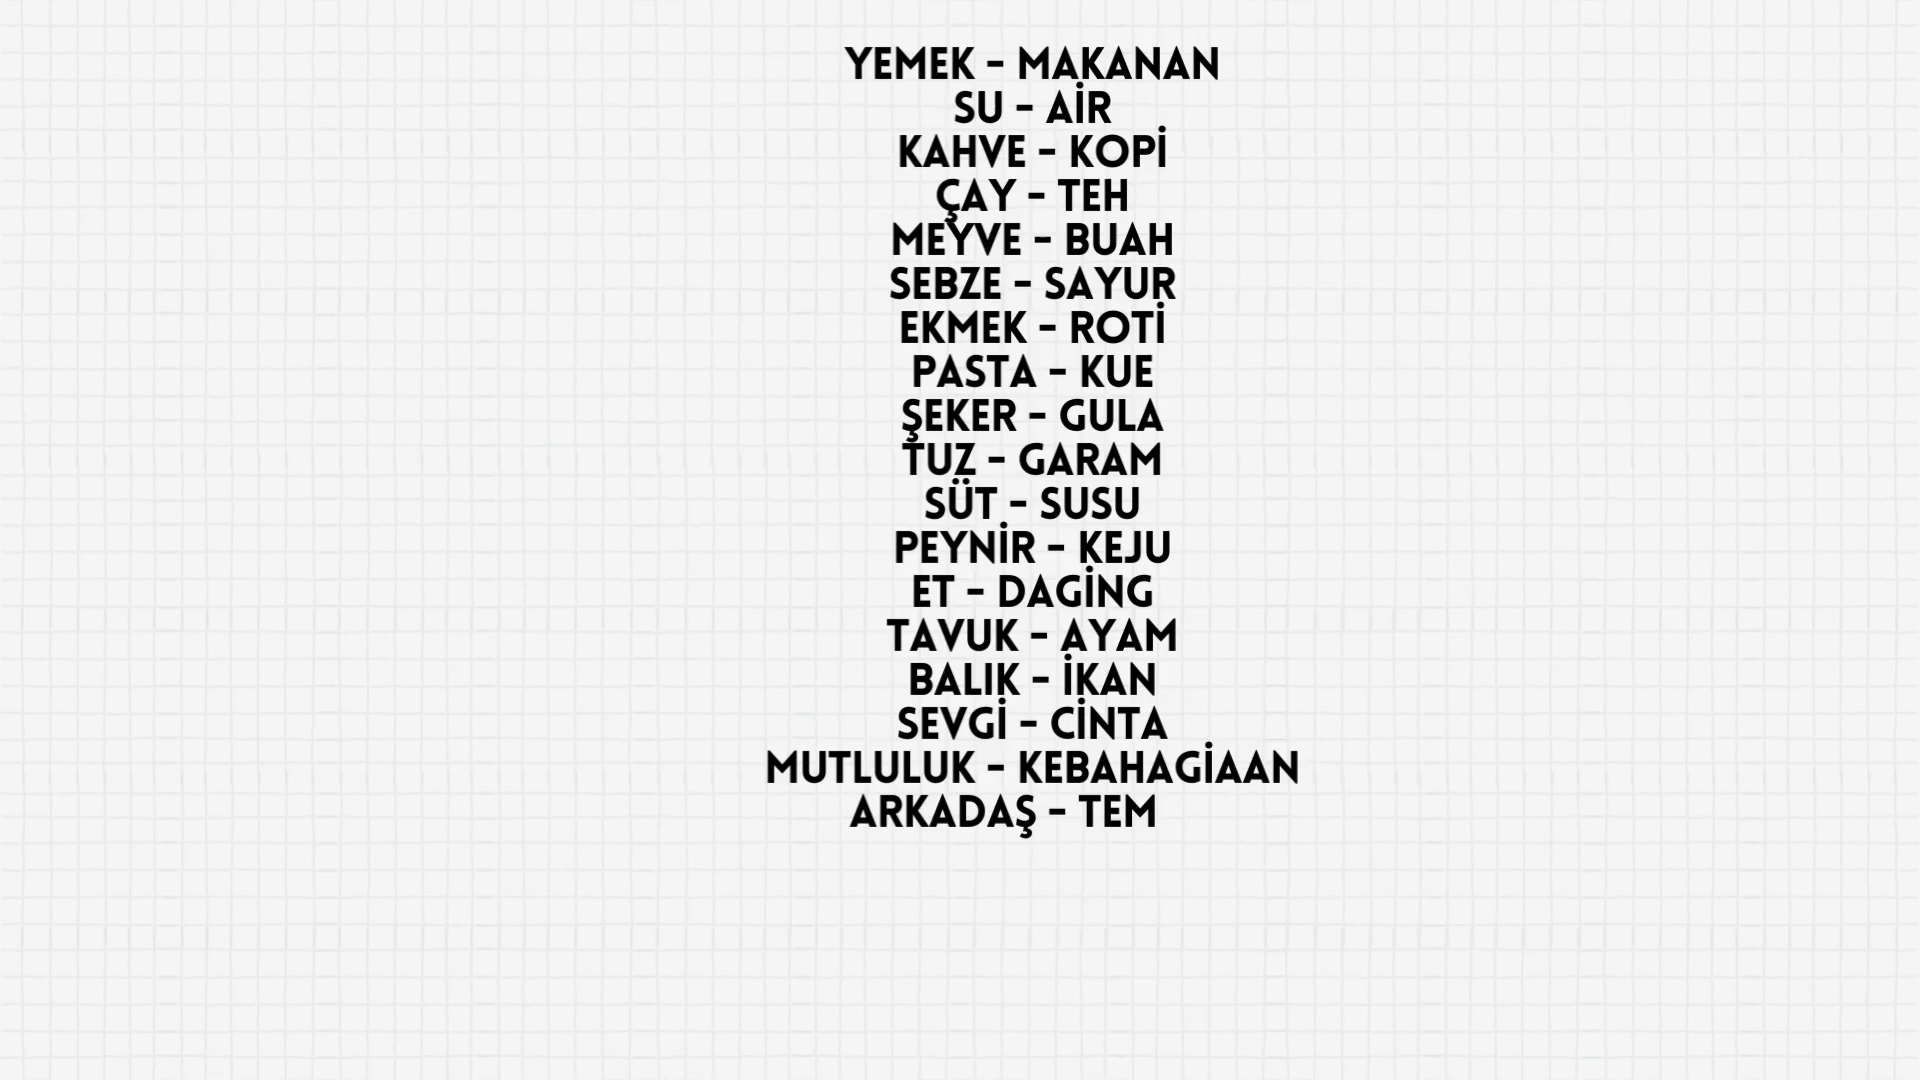 YEMEK - MAKANAN
SU - AİR
KAHVE - KOPİ
ÇAY - TEH
MEYVE - BUAH
SEBZE - SAYUR
EKMEK - ROTİ
PASTA - KUE
ŞEKER - GULA
TUZ - GARAM
SÜT - SUSU
PEYNİR - KEJU
ET - DAGİNG
TAVUK - AYAM
BALIK - İKAN
SEVGİ - CİNTA
MUTLULUK - KEBAHAGİAAN
ARKADAŞ - TEM